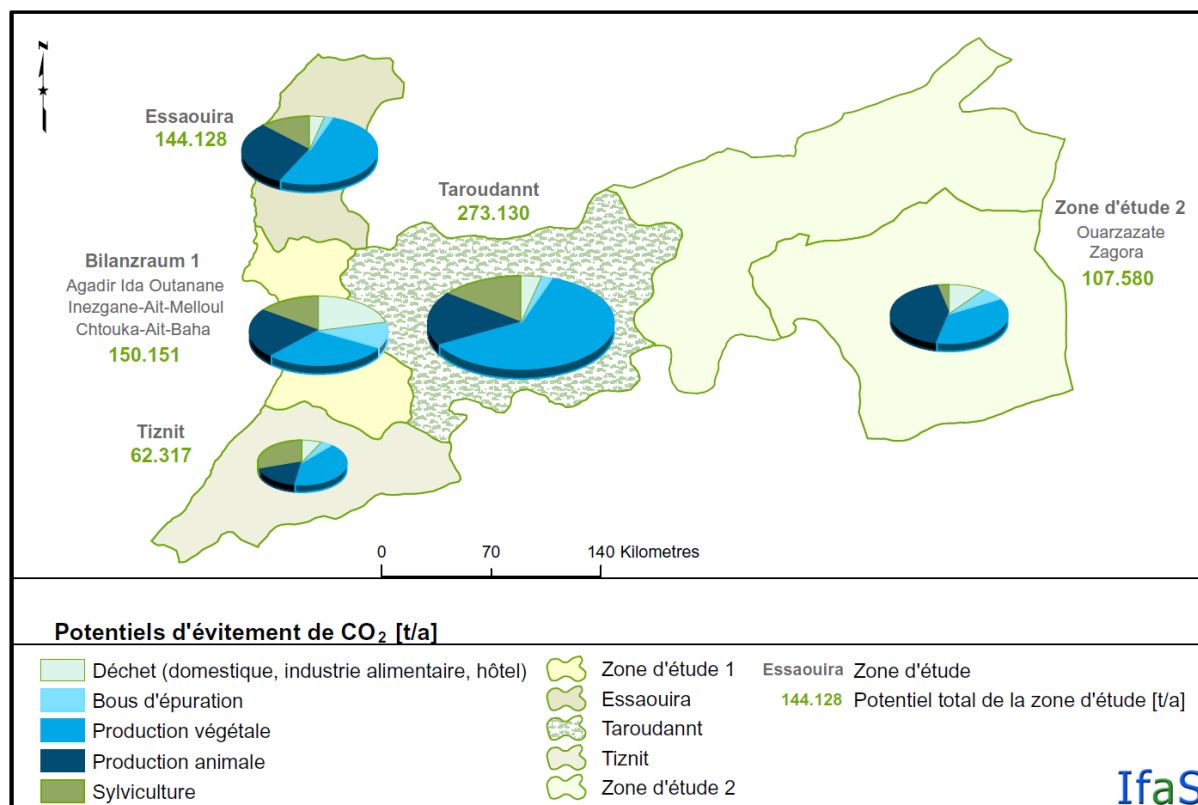 N
Essaouira
144.128
Taroudannt
273.130
Zone d'étude 2
Ouarzazate
Zagora
107.580
Bilanzraum 1
Agadir Ida Outanane
Inezgane-Ait-Melloul
Chtouka-Ait-Baha
150.151
Tiznit
62.317
0 70 140 Kilometres
Potentiels d'évitement de CO₂ [t/a]
Déchet (domestique, industrie alimentaire, hôtel)
Bous d'épuration
Production végétale
Production animale
Sylviculture
Zone d'étude 1
Essaouira
Taroudannt
Tiznit
Zone d'étude 2
Essaouira Zone d'étude
144.128 Potentiel total de la zone d'étude [t/a]
IfaS